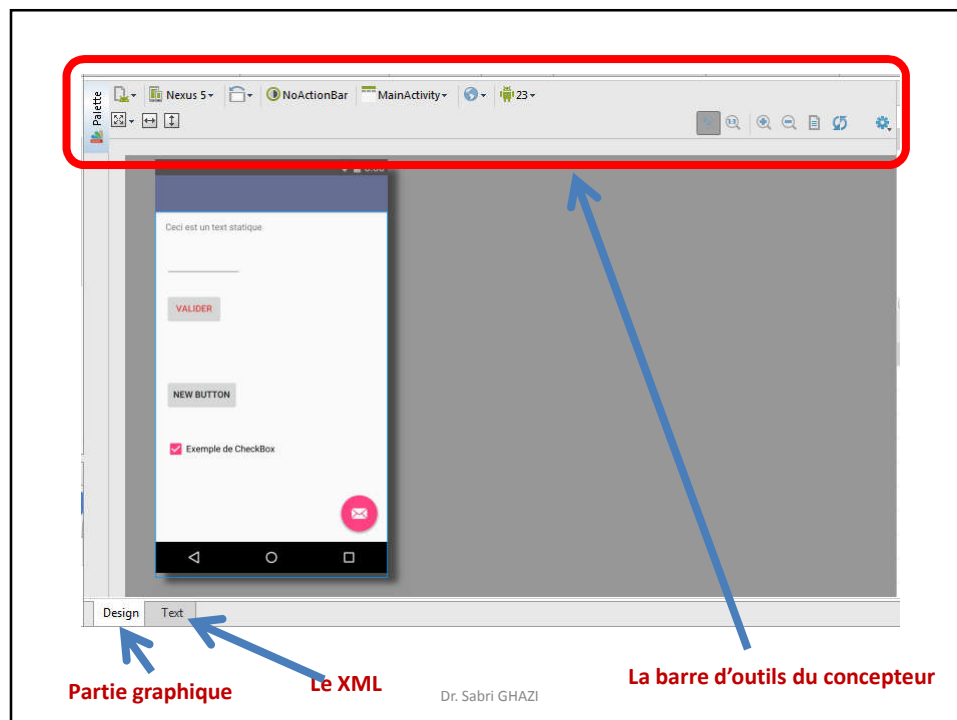 Palette
Nexus 5 NoActionBar MainActivity 23
Ceci est un text statique
VALIDER
NEW BUTTON
Exemple de CheckBox
Design Text
Partie graphique
Le XML
La barre d’outils du concepteur
Dr. Sabri GHAZI